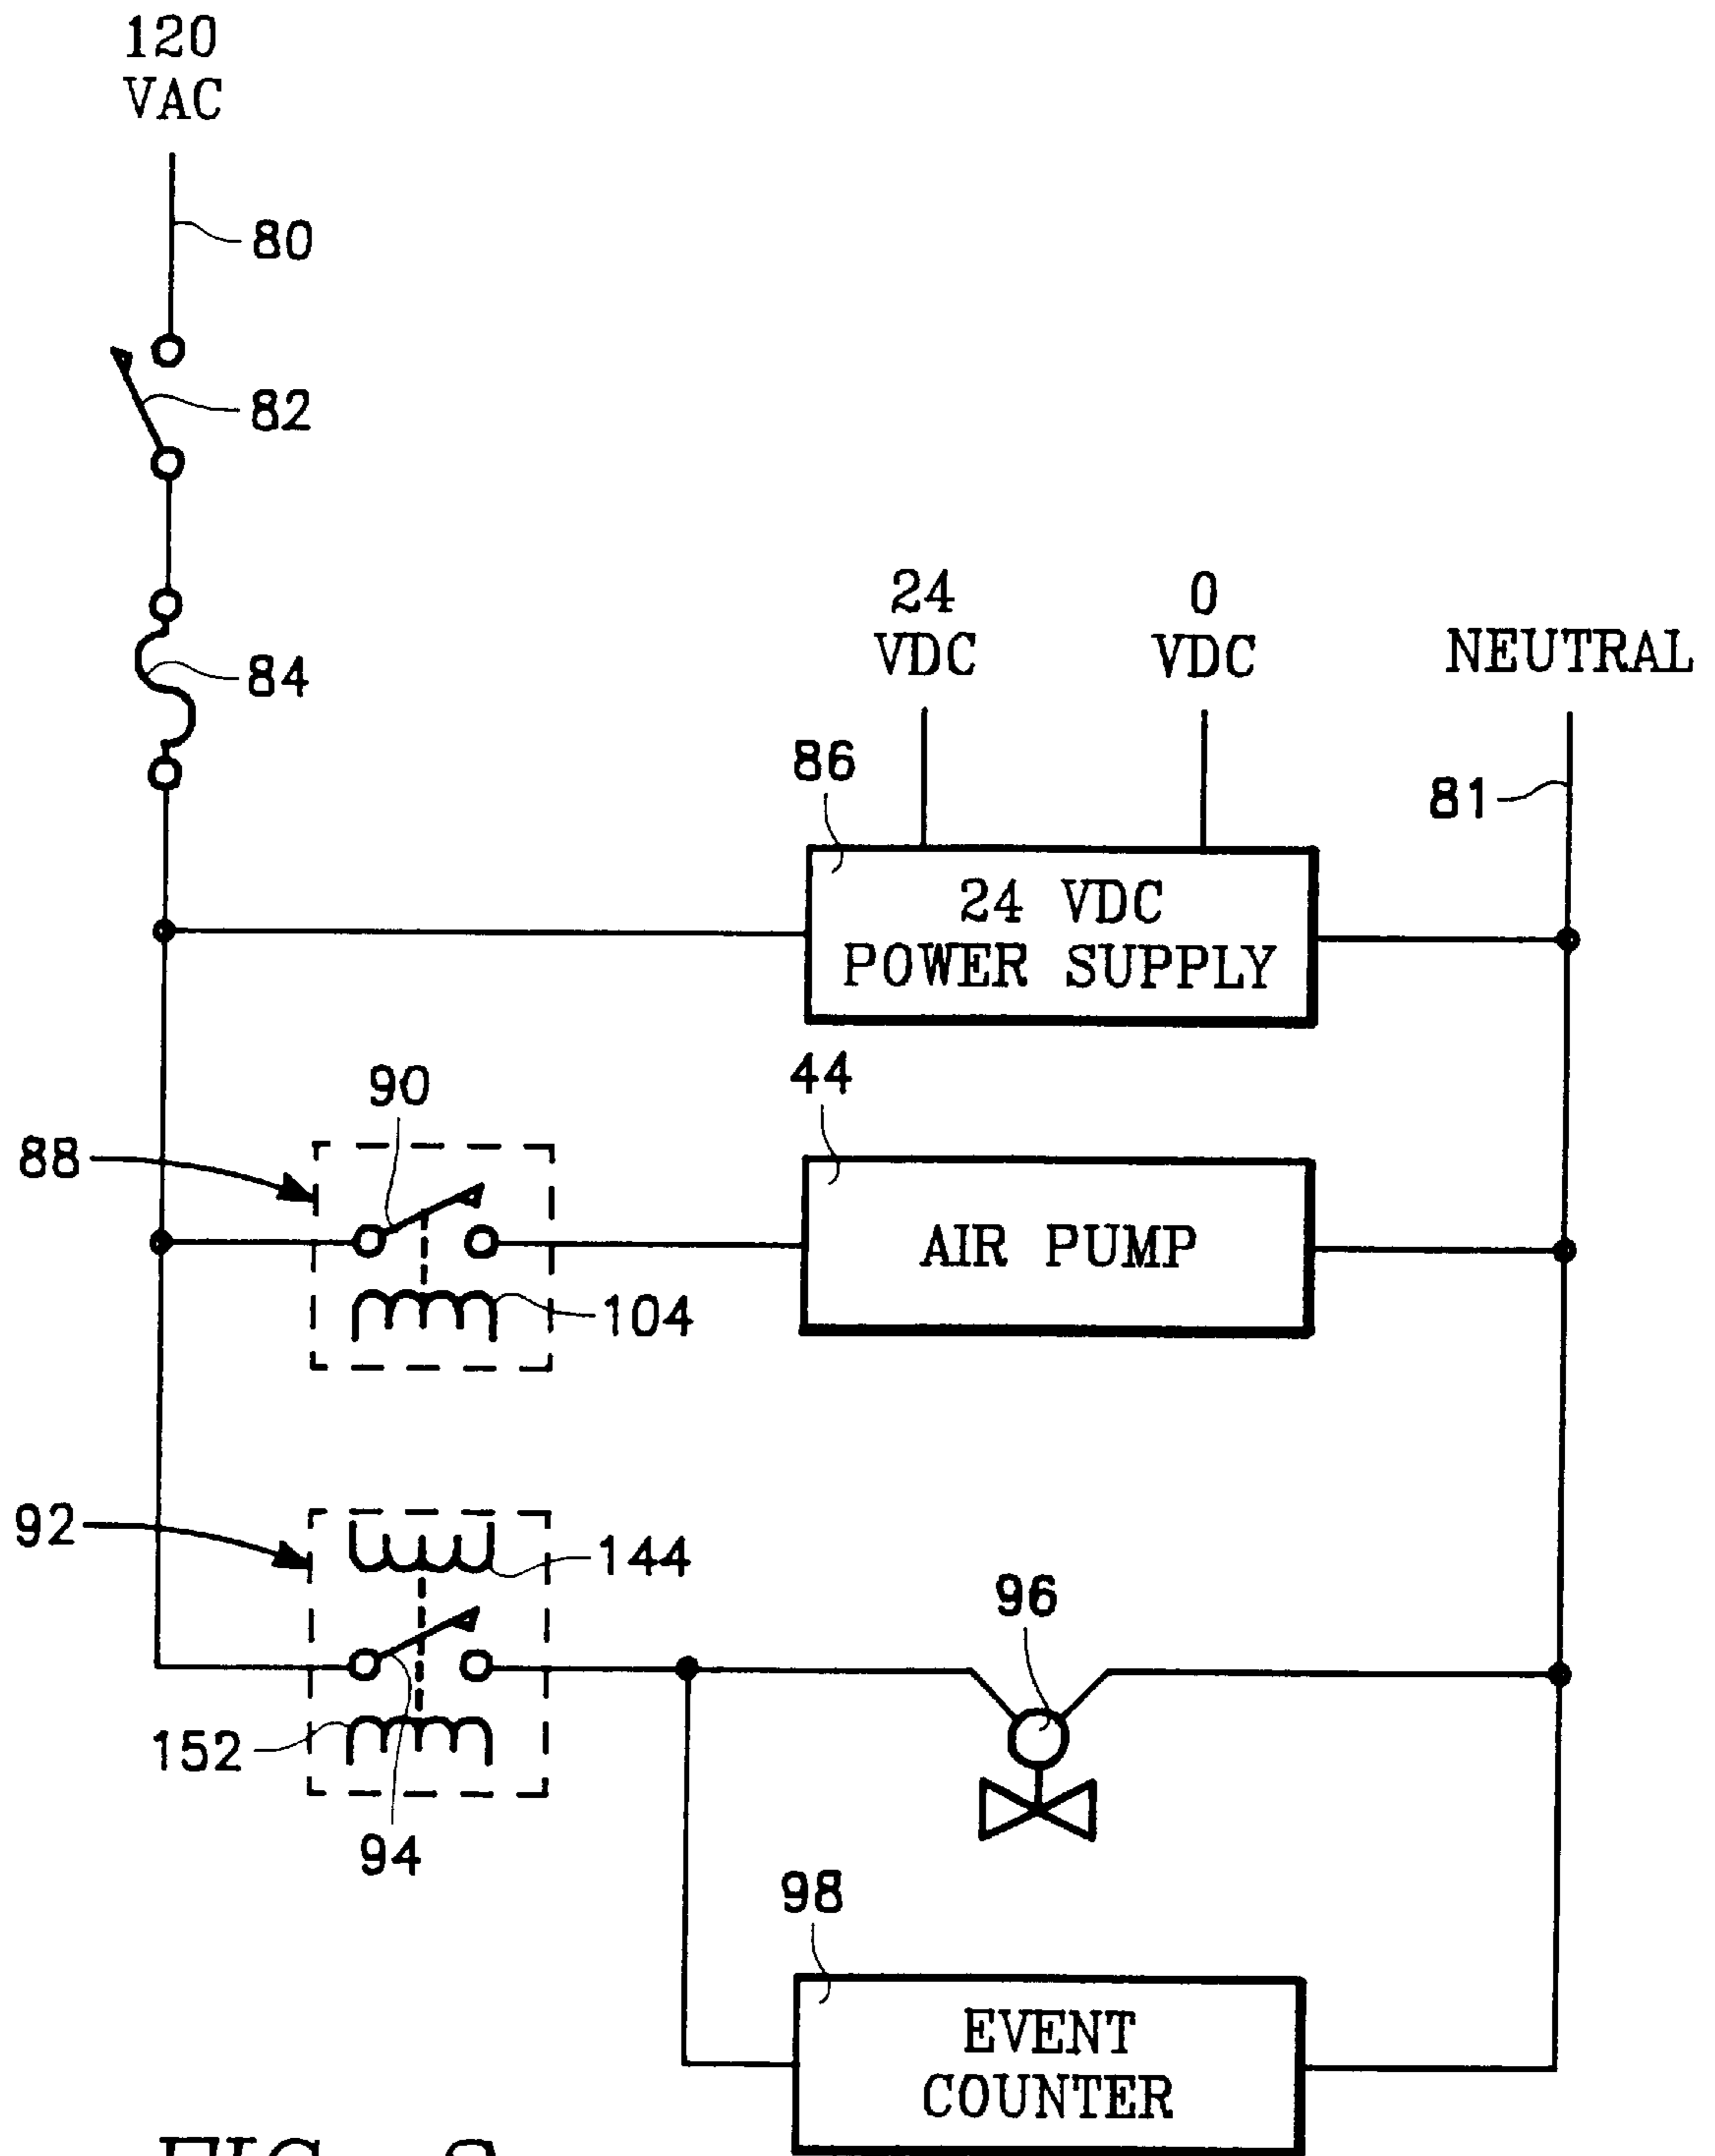 120
VAC
80
82
84
24
VDC
0
VDC
NEUTRAL
86
81
24 VDC
POWER SUPPLY
44
90
88
AIR PUMP
104
92
144
96
152
94
98
EVENT
COUNTER